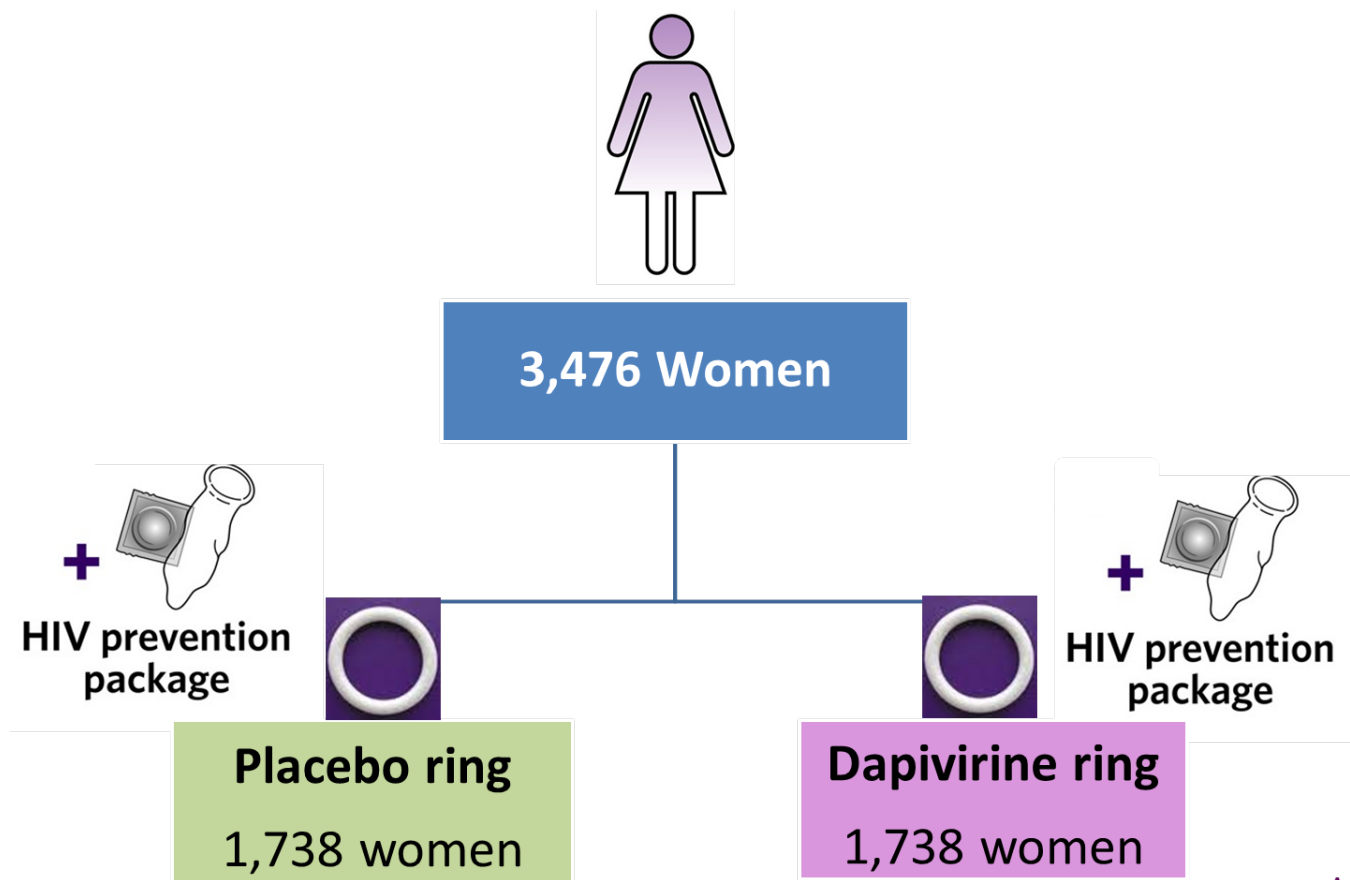 3,476 Women
+
HIV prevention
package
+
HIV prevention
package
Placebo ring
1,738 women
Dapivirine ring
1,738 women